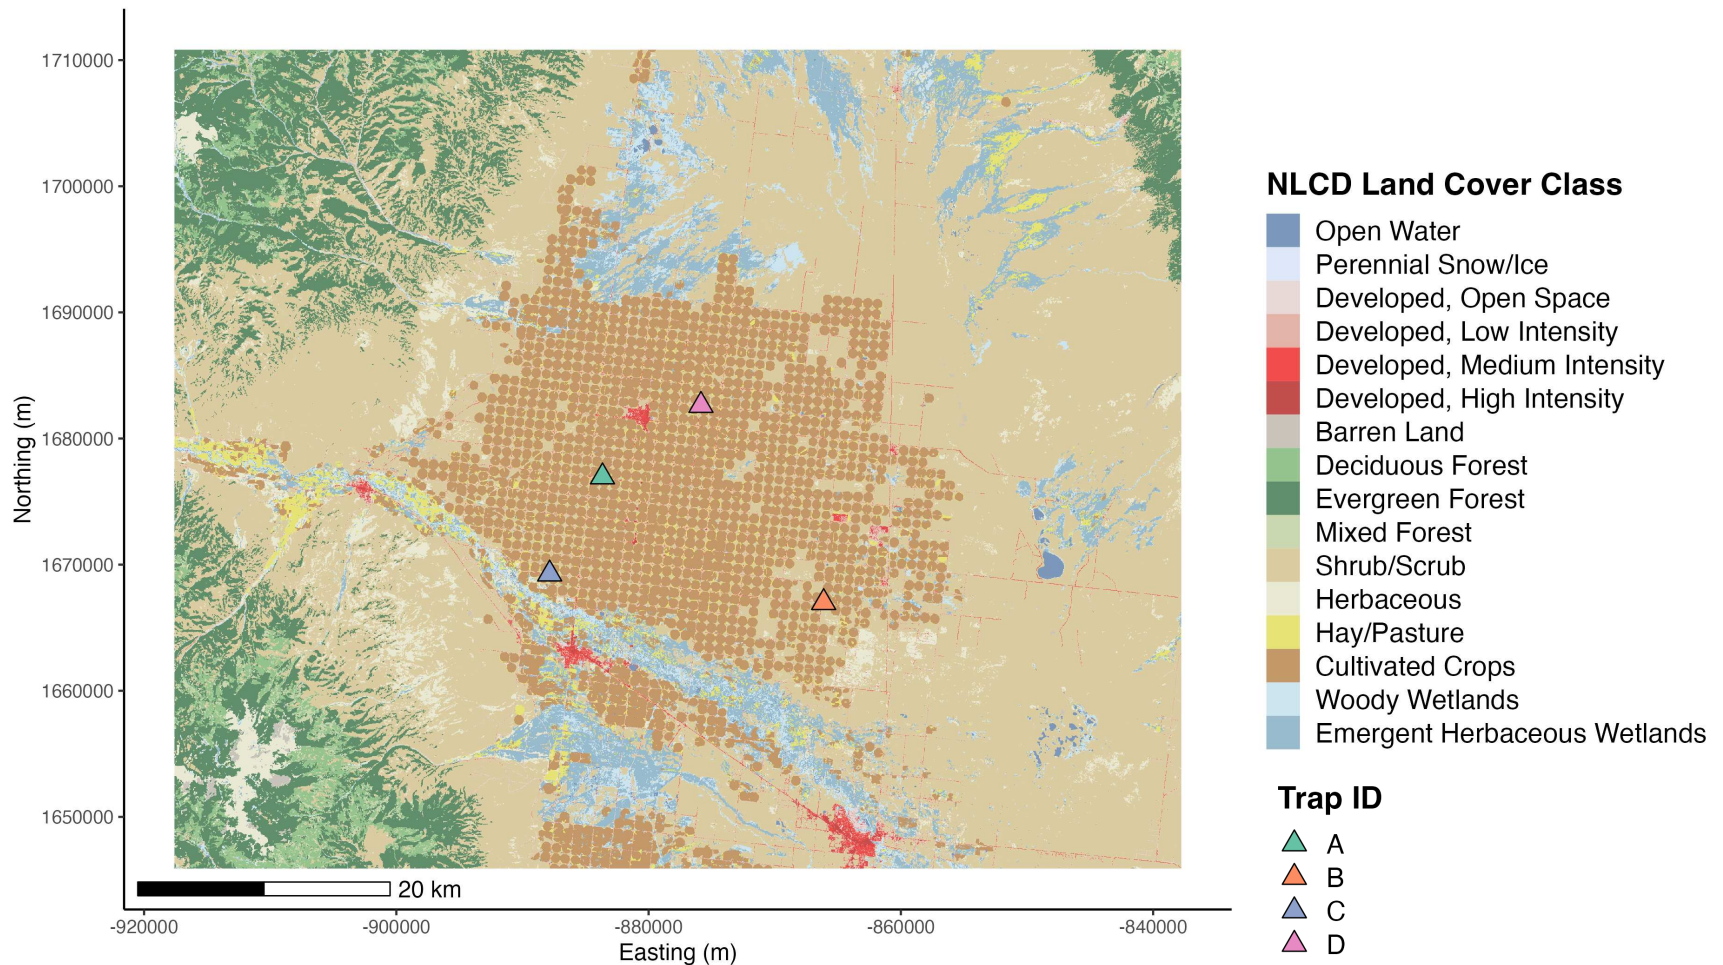 1710000
1700000
1690000
1680000
1670000
1660000
1650000
Northing (m)
20 km
-920000
-900000
-880000
-860000
-840000
Easting (m)
NLCD Land Cover Class
Open Water
Perennial Snow/Ice
Developed, Open Space
Developed, Low Intensity
Developed, Medium Intensity
Developed, High Intensity
Barren Land
Deciduous Forest
Evergreen Forest
Mixed Forest
Shrub/Scrub
Herbaceous
Hay/Pasture
Cultivated Crops
Woody Wetlands
Emergent Herbaceous Wetlands
Trap ID
A
B
C
D